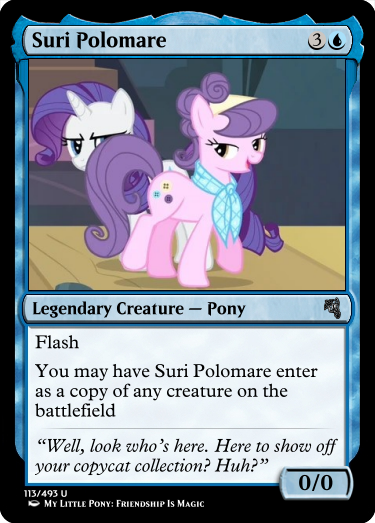 Suri Polomare 3
Legendary Creature — Pony
Flash
You may have Suri Polomare enter
as a copy of any creature on the
battlefield
“Well, look who’s here. Here to show off
your copycat collection? Huh?”
0/0
113/493 U
My Little Pony: Friendship Is Magic